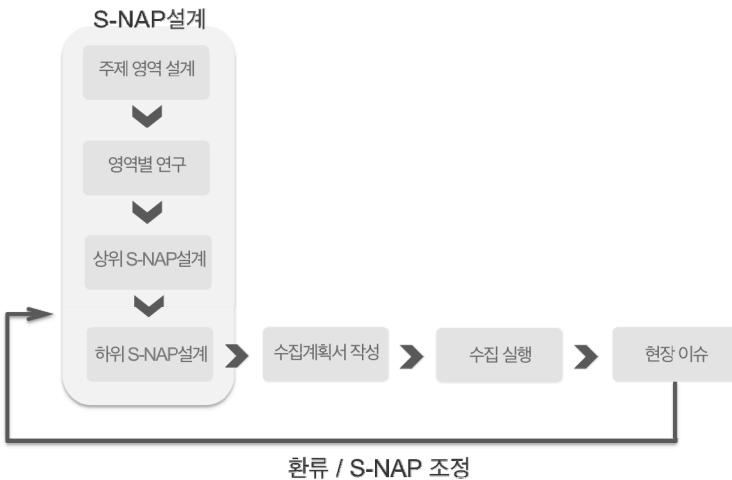 S-NAP설계
주제 영역 설계
영역별 연구
상위 S-NAP설계
하위 S-NAP설계
수집계획서 작성
수집 실행
현장 이슈
환류 / S-NAP 조정